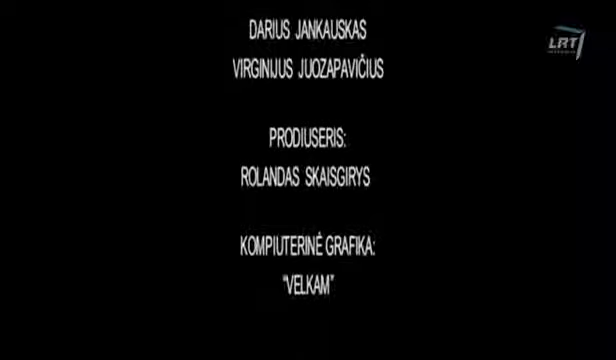 DARIUS JANKAUSKAS
LRT
VIRGINIJUS JUOZAPAVIČIUS
PRODIUSERIS:
ROLANDAS SKAISGIRYS
KOMPIUTERINĖ GRAFIKA:
“VELKAM”